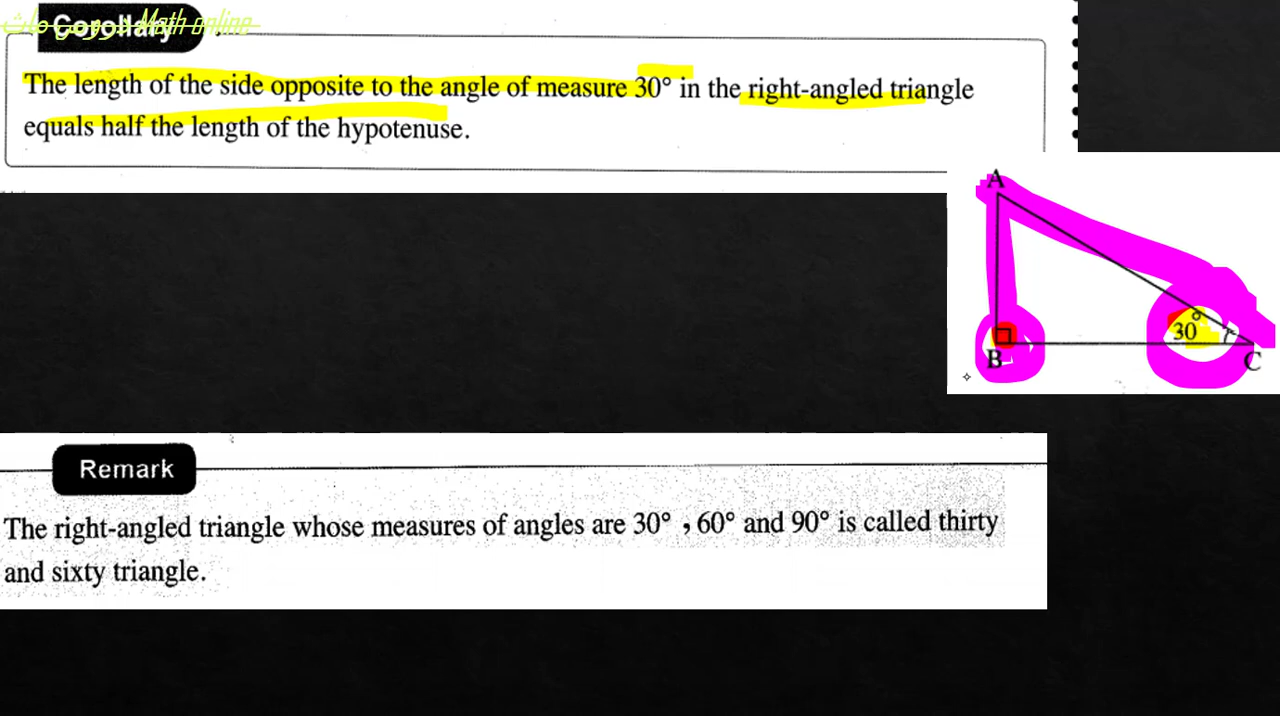 Math online
Corollary
The length of the side opposite to the angle of measure 30° in the right-angled triangle
equals half the length of the hypotenuse.
A
30°
B
C
Remark
The right-angled triangle whose measures of angles are 30° , 60° and 90° is called thirty
and sixty triangle.